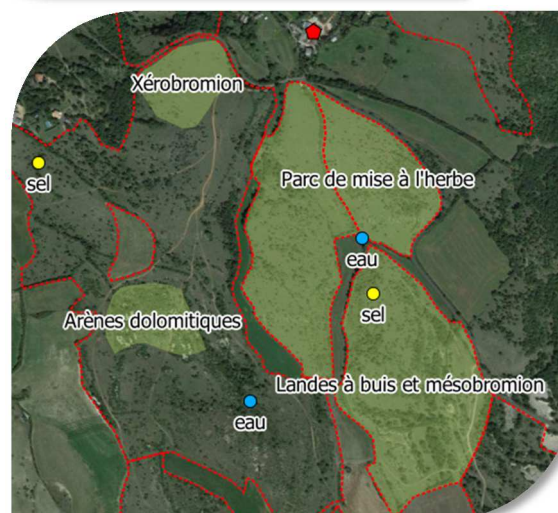 Xérobromion
sel
Parc de mise à l'herbe
eau
sel
Arènes dolomitiques
Landes à buis et mésobromion
eau